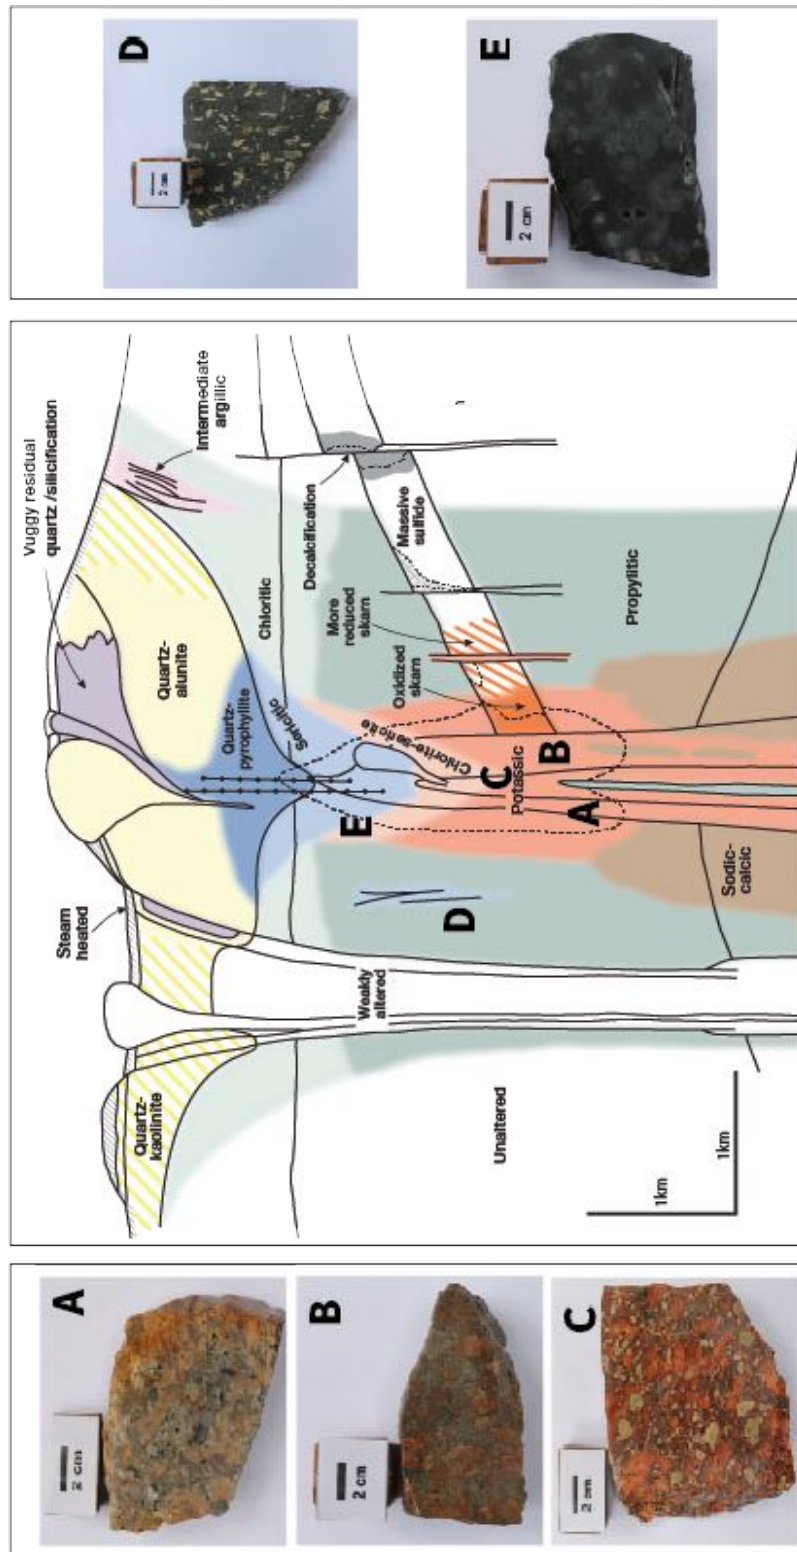 A
2 cm
B
2 cm
C
2 cm
Steam
heated
Vuggy residual
quartz /silicification
Quartz-
kaolinite
Quartz-
alunite
Quartz-
pyrophyllite
Intermediate
argillic
Sericitic
Chloritic
E
Chlorite-sericite
Decalcification
Weakly
altered
More
reduced
skarn
Massive
sulfide
Oxidized
skarn
D
C
Potassic
B
A
Unaltered
Propylitic
Sodic-
calcic
1km
1km
D
2 cm
E
2 cm